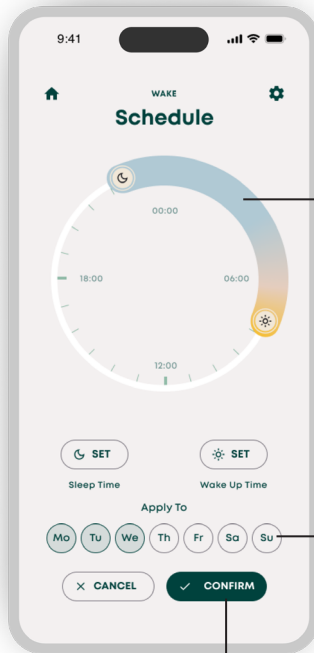 9:41
WAKE
Schedule
00:00
18:00
06:00
12:00
SET
SET
Sleep Time
Wake Up Time
Apply To
Mo Tu We Th Fr Sa Su
CANCEL
CONFIRM